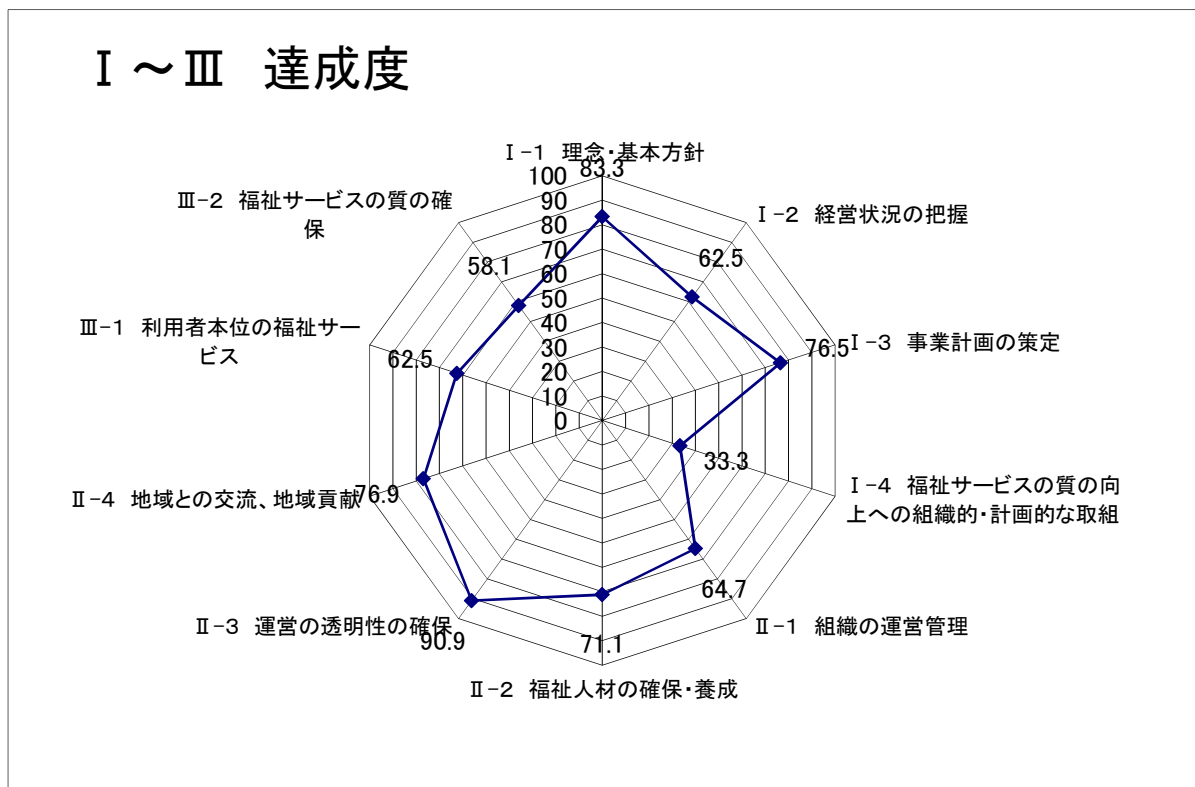 Ⅰ～Ⅲ　達成度
Ⅰ-1 理念・基本方針
83.3
Ⅰ-2 経営状況の把握
62.5
Ⅰ-3 事業計画の策定
76.5
Ⅰ-4 福祉サービスの質の向
上への組織的・計画的な取組
33.3
Ⅱ-1 組織の運営管理
64.7
Ⅱ-2 福祉人材の確保・養成
71.1
Ⅱ-3 運営の透明性の確保
90.9
Ⅱ-4 地域との交流、地域貢献
76.9
Ⅲ-1 利用者本位の福祉サー
ビス
62.5
Ⅲ-2 福祉サービスの質の確
保
58.1
100
90
80
70
60
50
40
30
20
10
0